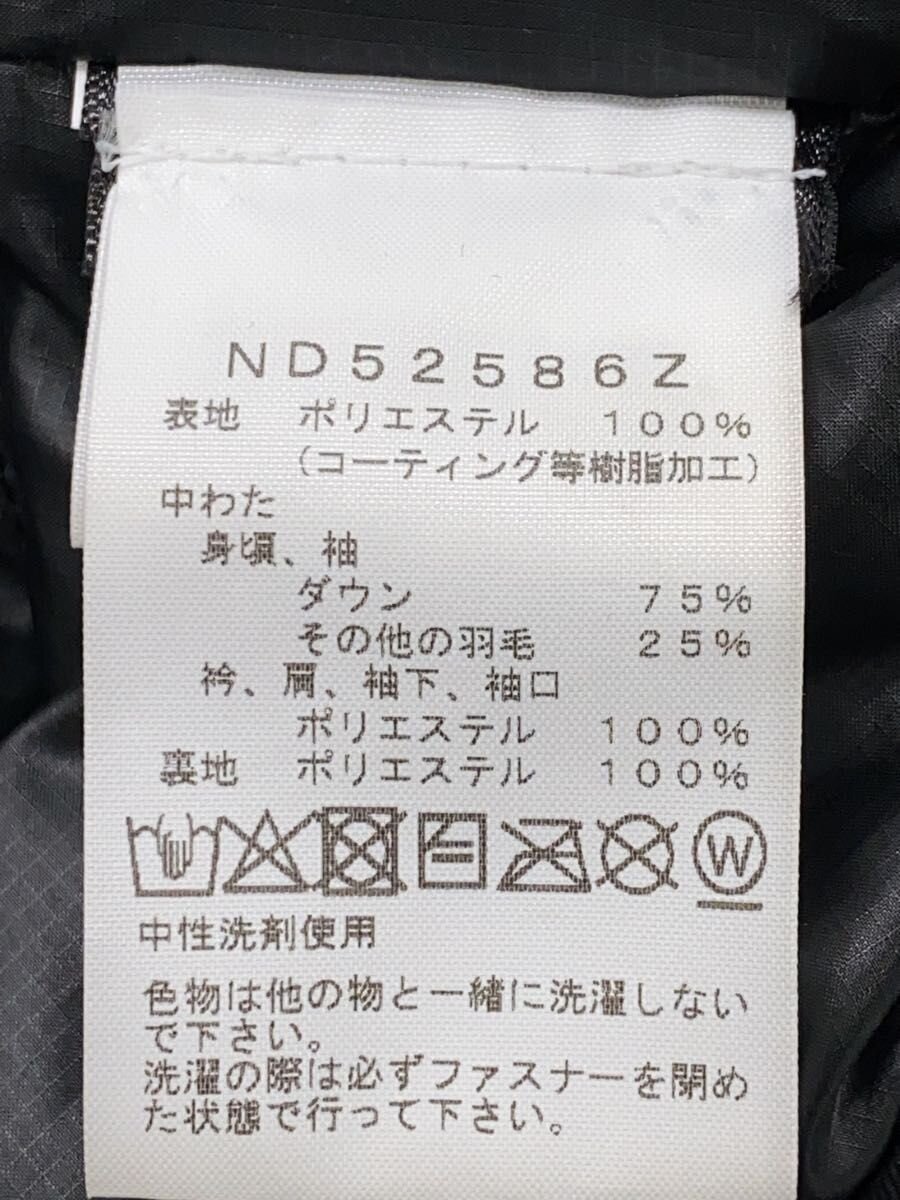 ND52586Z
表地 ポリエステル 100%
(コーティング等樹脂加工)
中わた
身頃、袖
ダウン 75%
その他の羽毛 25%
衿、肩、袖下、袖口
ポリエステル 100%
裏地 ポリエステル 100%
W
中性洗剤使用
色物は他の物と一緒に洗濯しない
で下さい。
洗濯の際は必ずファスナーを閉め
た状態で行って下さい。